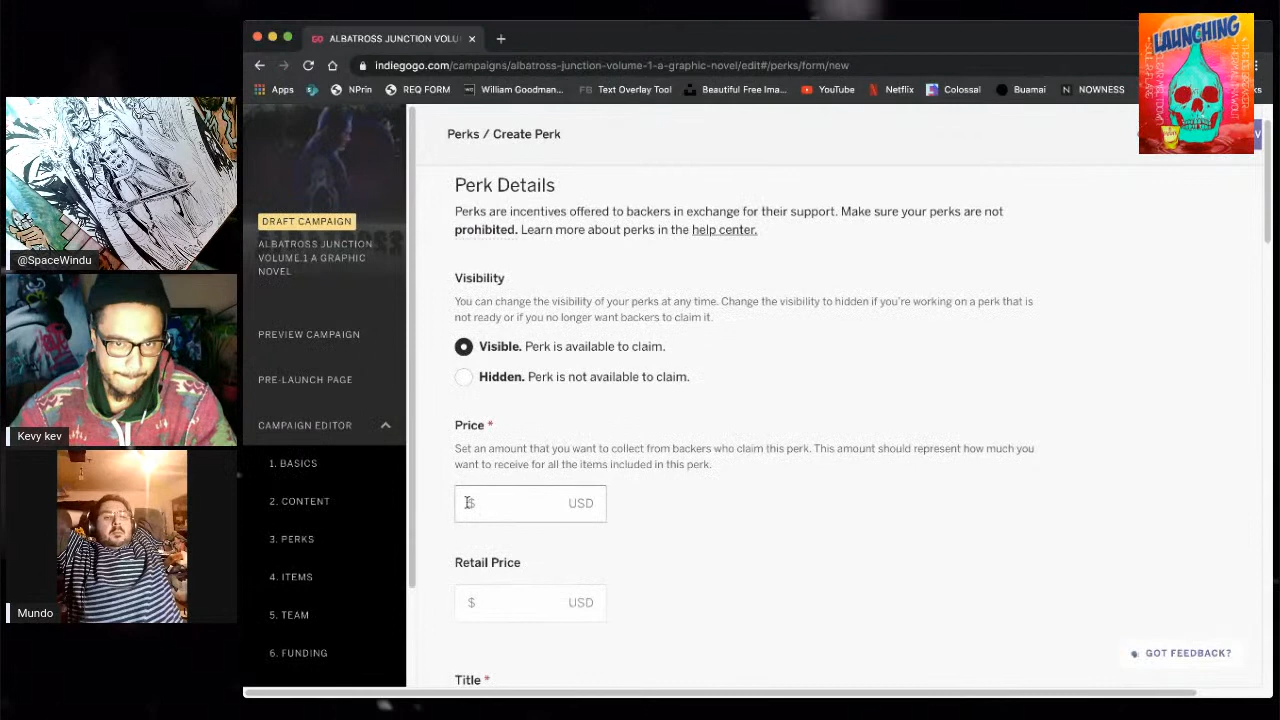 ALBATROSS JUNCTION VOLU
indiegogo.com/campaigns/albatross-junction-volume-1-a-graphic-novel/edit#/perks/form/new
Apps
NPrin
REQ FORM
William Goodman...
FB Text Overlay Tool
Beautiful Free Ima...
YouTube
Netflix
Colossal
Buamai
N NOWNESS
LAUNCHING
Perks / Create Perk
DRAFT CAMPAIGN
ALBATROSS JUNCTION
VOLUME.1 A GRAPHIC
NOVEL
PREVIEW CAMPAIGN
PRE-LAUNCH PAGE
CAMPAIGN EDITOR
1. BASICS
2. CONTENT
3. PERKS
4. ITEMS
5. TEAM
6. FUNDING
Perk Details
Perks are incentives offered to backers in exchange for their support. Make sure your perks are not
prohibited. Learn more about perks in the help center.
Visibility
You can change the visibility of your perks at any time. Change the visibility to hidden if you're working on a perk that is
not ready or if you no longer want backers to claim it.
Visible. Perk is available to claim.
Hidden. Perk is not available to claim.
Price *
Set an amount that you want to collect from backers who claim this perk. This amount should represent how much you
want to receive for all the items included in this perk.
$ USD
Retail Price
$ USD
Title *
GOT FEEDBACK?
@SpaceWindu
Kevy kev
Mundo